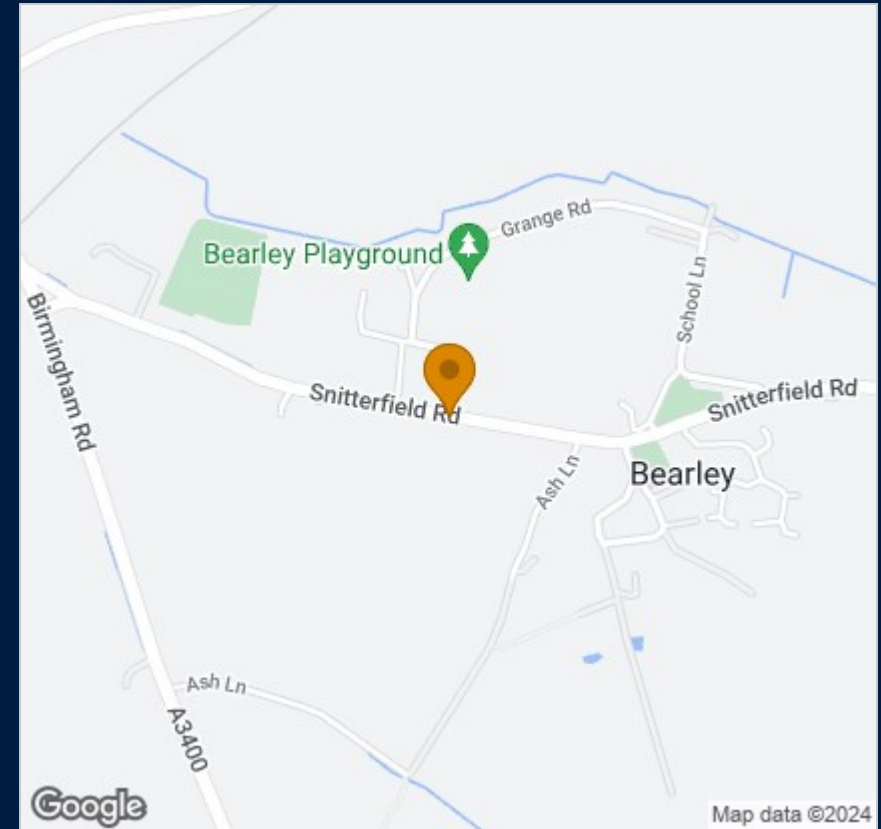 Grange Rd
Bearley Playground
School Ln
Birmingham Rd
Snitterfield Rd
Snitterfield Rd
Ash Ln
Bearley
Ash Ln
A3400
Google
Map data ©2024